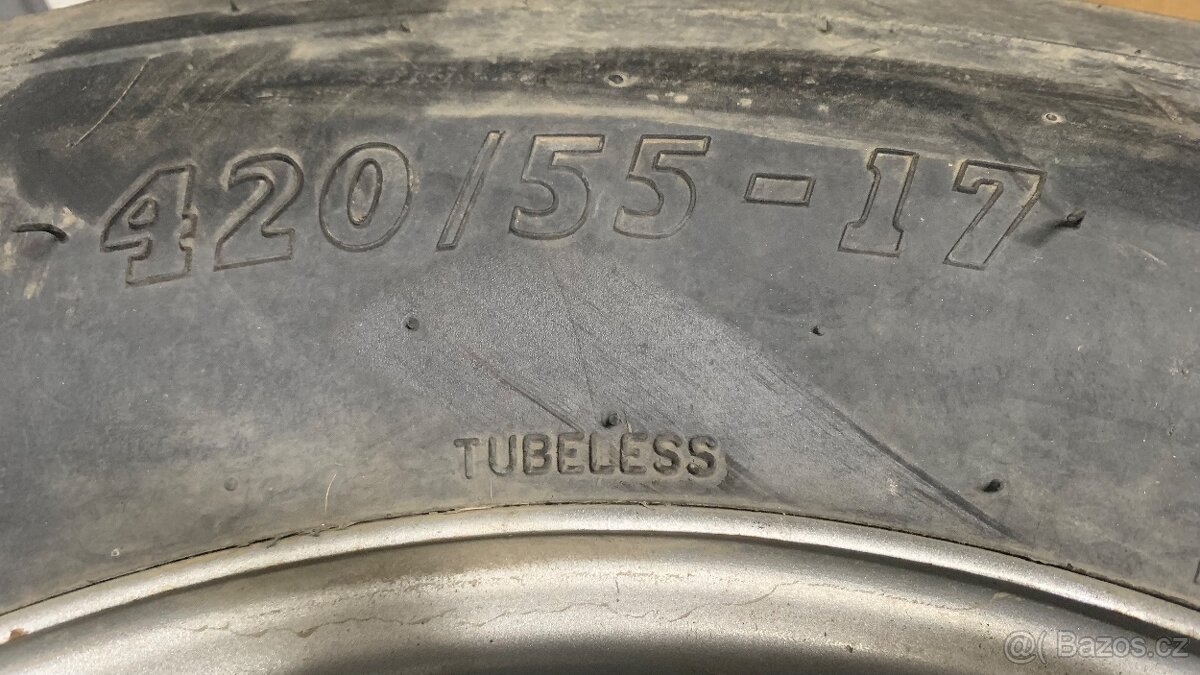 420/55-17
TUBELESS
@( Bazos.cz